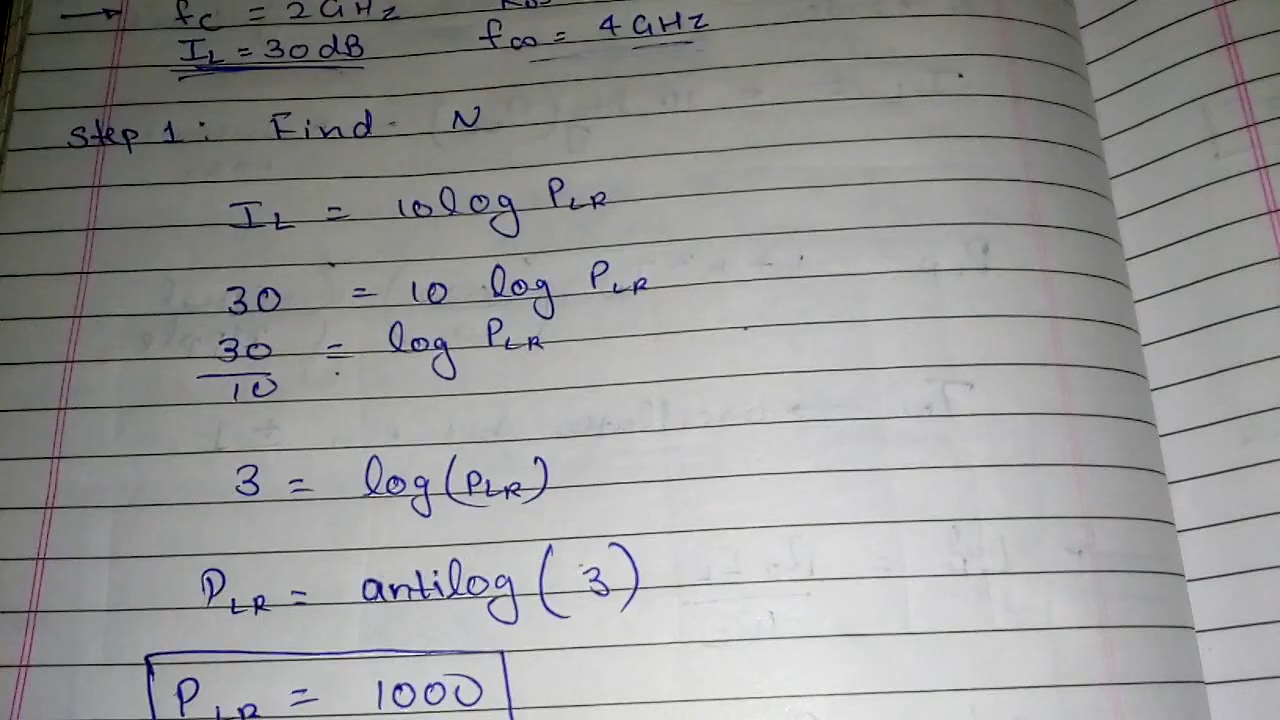 → fc = 2 GHz
IL = 30 dB f∞ = 4 GHz
Step 1: Find N
IL = 10 log PLR
30 = 10 log PLR
30/10 = log PLR
3 = log(PLR)
PLR = antilog (3)
PLR = 1000